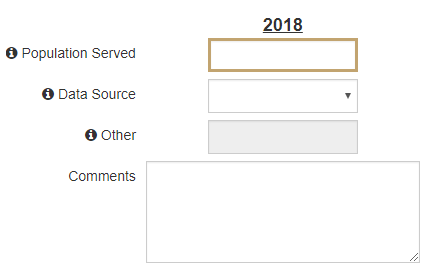 2018
Population Served
Data Source
Other
Comments